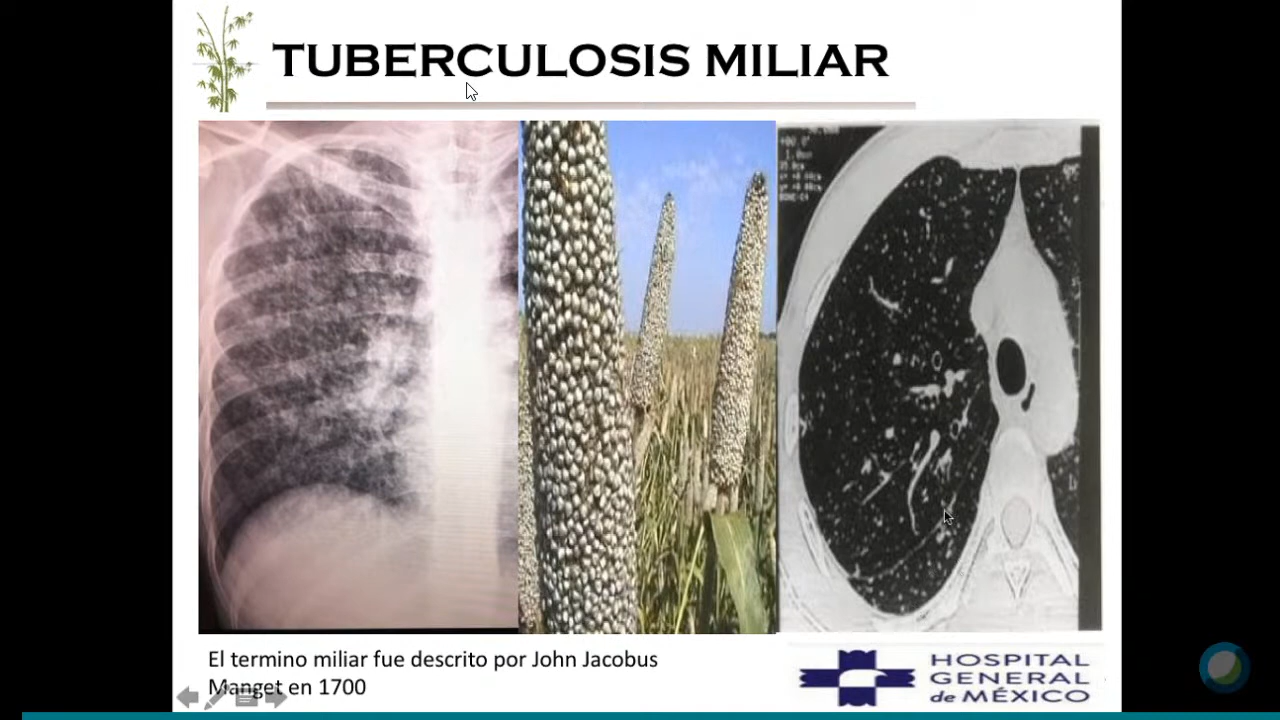 TUBERCULOSIS MILIAR
El termino miliar fue descrito por John Jacobus
Manget en 1700
HOSPITAL
GENERAL
de MÉXICO